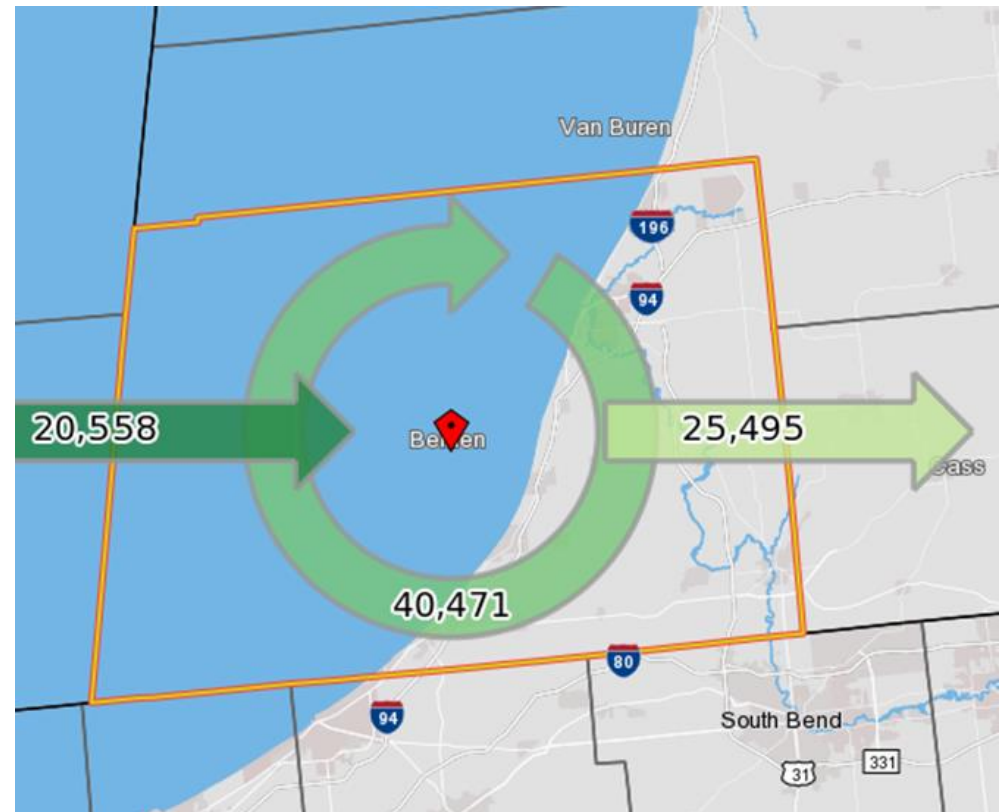 Van Buren
196
94
20,558
Berrien
25,495
Cass
40,471
80
94
South Bend
31
331